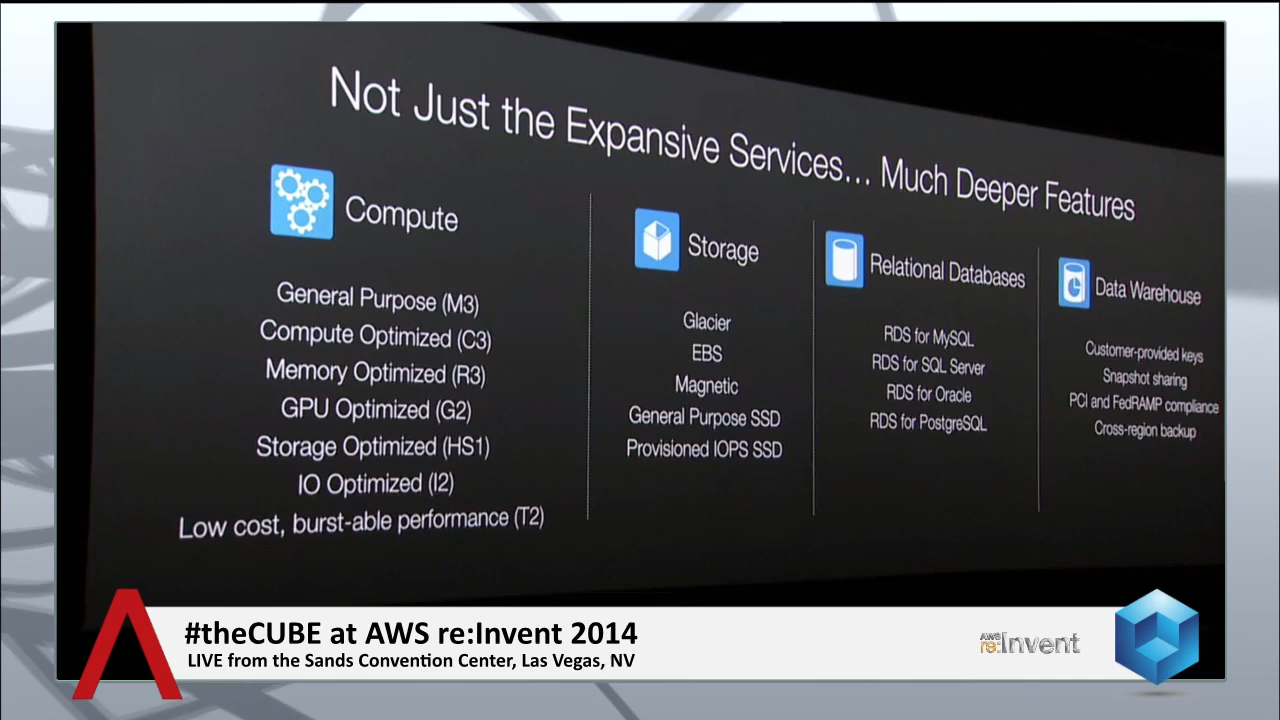 Not Just the Expansive Services... Much Deeper Features
Compute
General Purpose (M3)
Compute Optimized (C3)
Memory Optimized (R3)
GPU Optimized (G2)
Storage Optimized (HS1)
IO Optimized (I2)
Low cost, burst-able performance (T2)
Storage
Glacier
EBS
Magnetic
General Purpose SSD
Provisioned IOPS SSD
Relational Databases
RDS for MySQL
RDS for SQL Server
RDS for Oracle
RDS for PostgreSQL
Data Warehouse
Customer-provided keys
Snapshot sharing
PCI and FedRAMP compliance
Cross-region backup
#theCUBE at AWS re:Invent 2014
LIVE from the Sands Convention Center, Las Vegas, NV
AWS
re:Invent